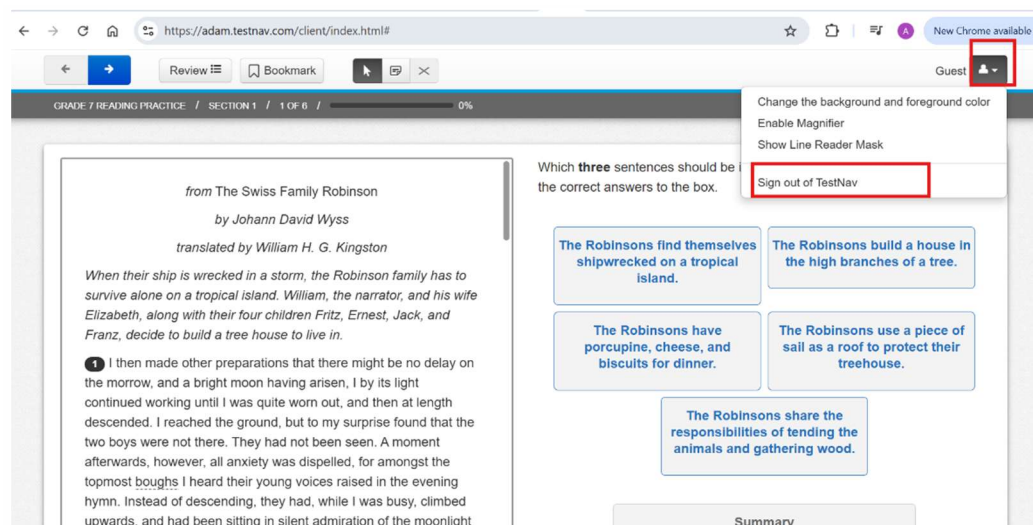 https://adam.testnav.com/client/index.html#
A
New Chrome available
Review
Bookmark
Guest
GRADE 7 READING PRACTICE / SECTION 1 / 1 OF 6 / 0%
Change the background and foreground color
Enable Magnifier
Show Line Reader Mask
Sign out of TestNav
from The Swiss Family Robinson
by Johann David Wyss
translated by William H. G. Kingston
When their ship is wrecked in a storm, the Robinson family has to
survive alone on a tropical island. William, the narrator, and his wife
Elizabeth, along with their four children Fritz, Ernest, Jack, and
Franz, decide to build a tree house to live in.
1 I then made other preparations that there might be no delay on
the morrow, and a bright moon having arisen, I by its light
continued working until I was quite worn out, and then at length
descended. I reached the ground, but to my surprise found that the
two boys were not there. They had not been seen. A moment
afterwards, however, all anxiety was dispelled, for amongst the
topmost boughs I heard their young voices raised in the evening
hymn. Instead of descending, they had, while I was busy, climbed
upwards, and had been sitting in silent admiration of the moonlight
Which three sentences should be i
the correct answers to the box.
The Robinsons find themselves
shipwrecked on a tropical
island.
The Robinsons build a house in
the high branches of a tree.
The Robinsons have
porcupine, cheese, and
biscuits for dinner.
The Robinsons use a piece of
sail as a roof to protect their
treehouse.
The Robinsons share the
responsibilities of tending the
animals and gathering wood.
Summary